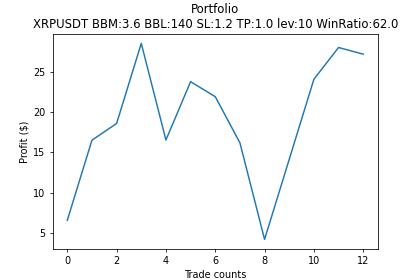 Portfolio
XRPUSDT BBM:3.6 BBL:140 SL:1.2 TP:1.0 lev:10 WinRatio:62.0
25
20
15
10
5
Profit ($)
0 2 4 6 8 10 12
Trade counts